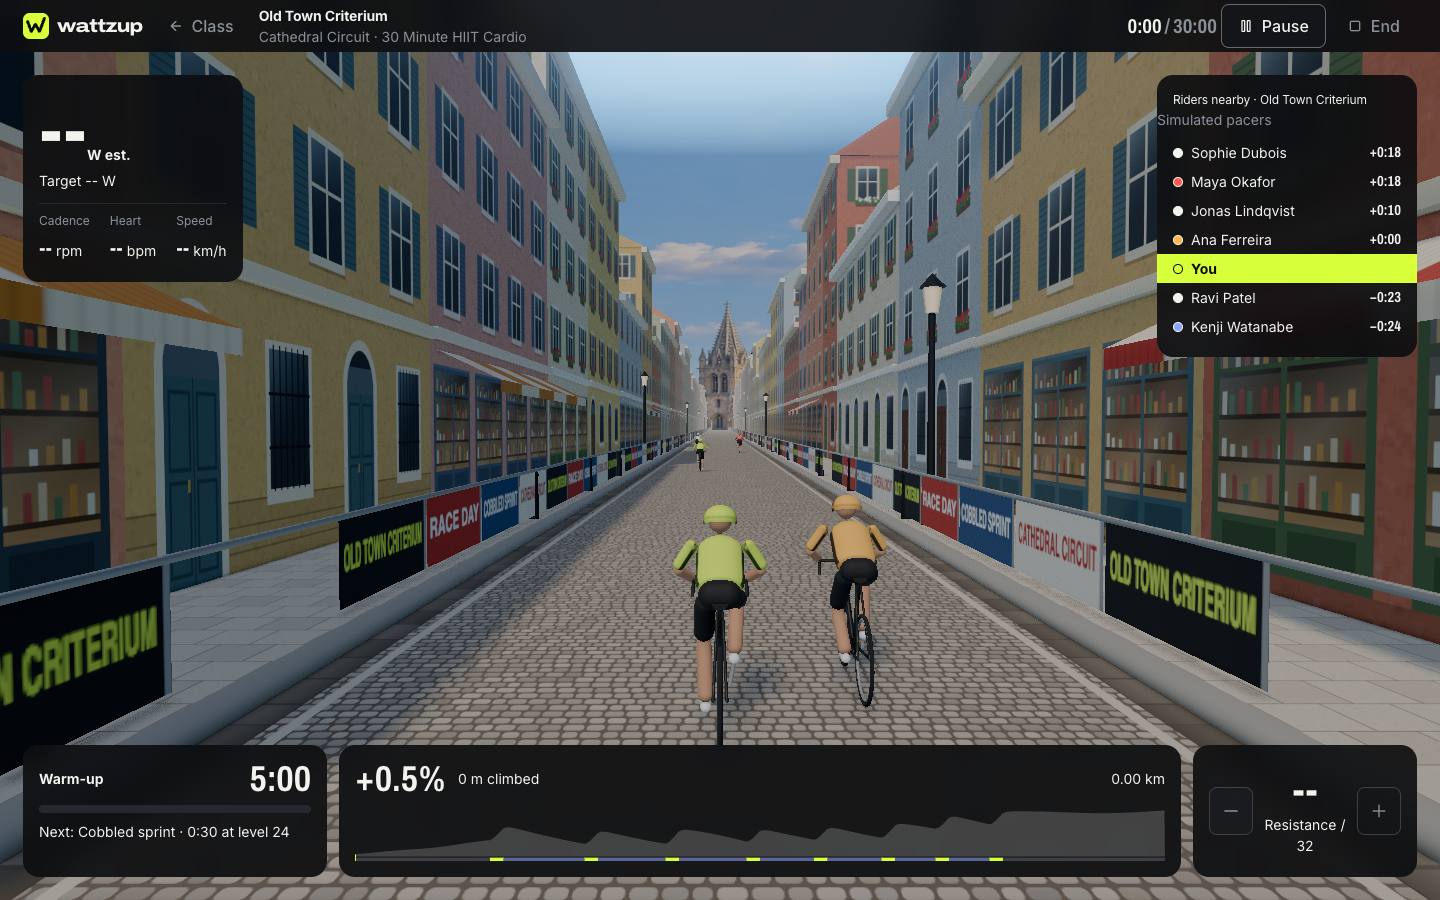 wattzup
Class
Old Town Criterium
Cathedral Circuit · 30 Minute HIIT Cardio
0:00 / 30:00
Pause
End
--
W est.
Target -- W
Cadence Heart Speed
-- rpm -- bpm -- km/h
Riders nearby · Old Town Criterium
Simulated pacers
Sophie Dubois +0:18
Maya Okafor +0:18
Jonas Lindqvist +0:10
Ana Ferreira +0:00
You
Ravi Patel −0:23
Kenji Watanabe −0:24
N CRITERIUM
OLD TOWN CRITERIUM
RACE DAY
COBBLED SPRINT
RACE DAY
COBBLED SPRINT
CATHEDRAL CIRCUIT
OLD TOWN CRITERIUM
Warm-up 5:00
Next: Cobbled sprint · 0:30 at level 24
+0.5% 0 m climbed 0.00 km
--
Resistance /
32